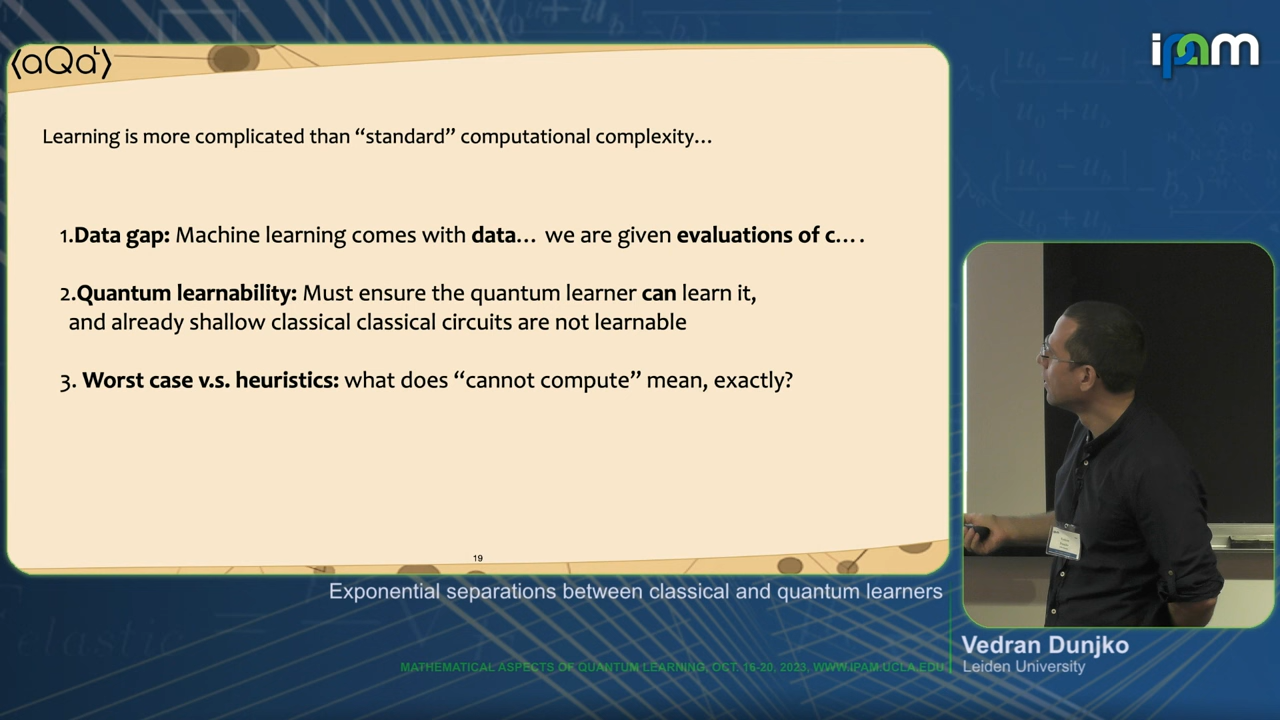 ⟨aQaᴸ⟩
ipam
Learning is more complicated than “standard” computational complexity…
1.Data gap: Machine learning comes with data… we are given evaluations of c….
2.Quantum learnability: Must ensure the quantum learner can learn it,
and already shallow classical classical circuits are not learnable
3. Worst case v.s. heuristics: what does “cannot compute” mean, exactly?
19
Exponential separations between classical and quantum learners
Vedran Dunjko
Leiden University
MATHEMATICAL ASPECTS OF QUANTUM LEARNING, OCT. 16-20, 2023, WWW.IPAM.UCLA.EDU
elastic